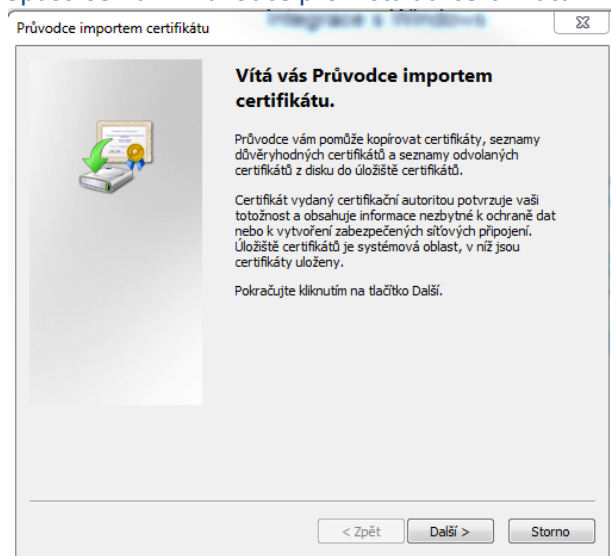 Integrace s Windows
Průvodce importem certifikátu
Vítá vás Průvodce importem
certifikátu.
Průvodce vám pomůže kopírovat certifikáty, seznamy
důvěryhodných certifikátů a seznamy odvolaných
certifikátů z disku do úložiště certifikátů.
Certifikát vydaný certifikační autoritou potvrzuje vaši
totožnost a obsahuje informace nezbytné k ochraně dat
nebo k vytvoření zabezpečených síťových připojení.
Úložiště certifikátů je systémová oblast, v níž jsou
certifikáty uloženy.
Pokračujte kliknutím na tlačítko Další.
< Zpět
Další >
Storno